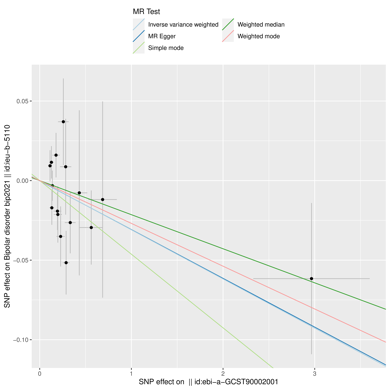 MR Test
Inverse variance weighted
Weighted median
MR Egger
Weighted mode
Simple mode
0.05
0.00
−0.05
−0.10
SNP effect on Bipolar disorder bip2021 || id:ieu−b−5110
0
1
2
3
SNP effect on || id:ebi−a−GCST90002001